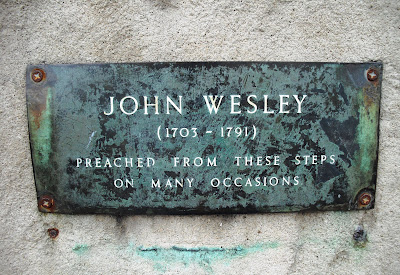 JOHN WESLEY
(1703 - 1791)
PREACHED FROM THESE STEPS
ON MANY OCCASIONS